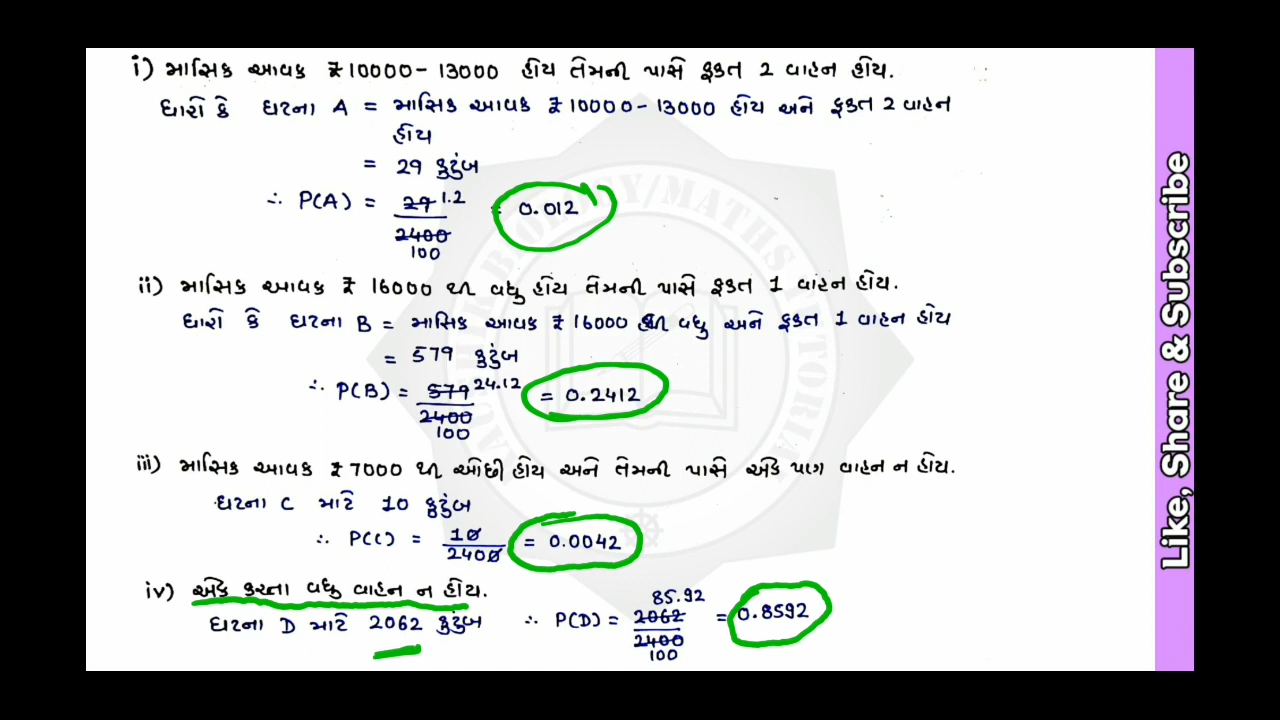 i) માસિક આવક ₹10000 - 13000 હોય તેમની પાસે ફક્ત 2 વાહન હોય.
ધારો કે ઘટના A = માસિક આવક ₹10000 - 13000 હોય અને ફક્ત 2 વાહન
હોય
= 29 કુટુંબ
∴ P(A) = 29 1.2 / 2400 100 = 0.012
ii) માસિક આવક ₹ 16000 થી વધુ હોય તેમની પાસે ફક્ત 1 વાહન હોય.
ધારો કે ઘટના B = માસિક આવક ₹16000 થી વધુ અને ફક્ત 1 વાહન હોય
= 579 કુટુંબ
∴ P(B) = 579 24.12 / 2400 100 = 0.2412
iii) માસિક આવક ₹7000 થી ઓછી હોય અને તેમની પાસે એક પણ વાહન ન હોય.
ઘટના C માટે 10 કુટુંબ
∴ P(C) = 10 / 2400 = 0.0042
iv) એક કરતા વધુ વાહન ન હોય.
ઘટના D માટે 2062 કુટુંબ ∴ P(D) = 85.92 2062 / 2400 100 = 0.8592
Like, Share & Subscribe